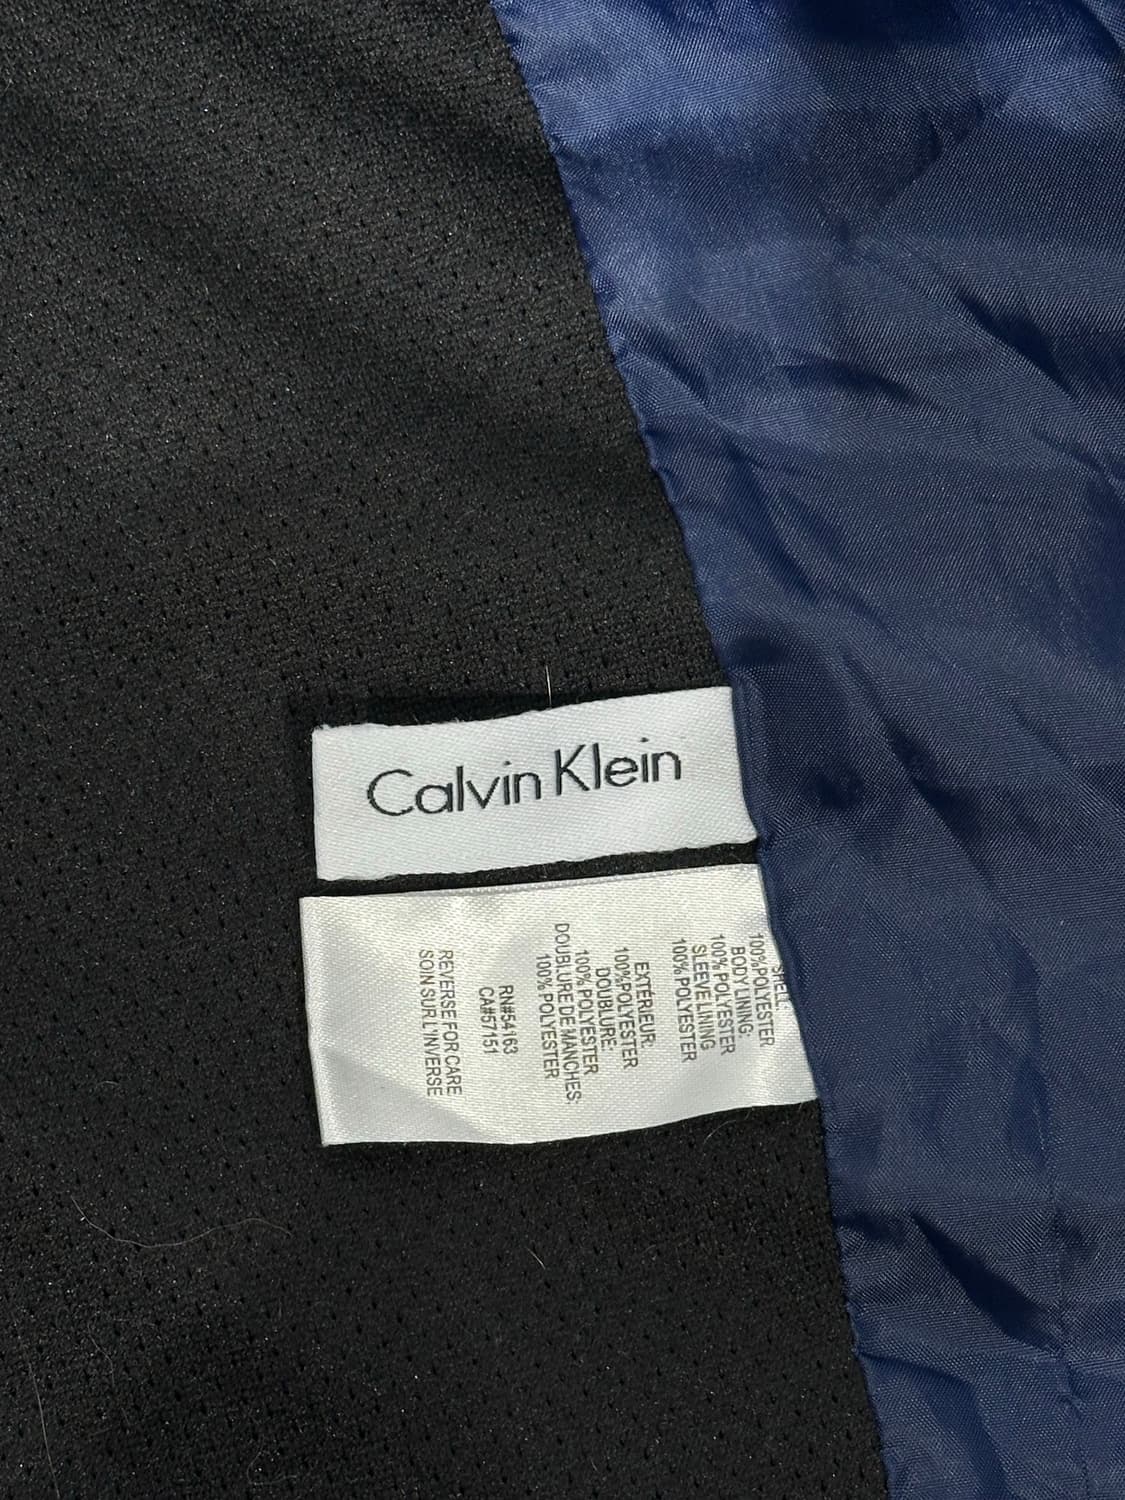 Calvin Klein
SHELL
100%POLYESTER
BODY LINING:
100% POLYESTER
SLEEVE LINING
100% POLYESTER
EXTÉRIEUR:
100%POLYESTER
DOUBLURE:
100% POLYESTER
DOUBLURE DE MANCHES:
100% POLYESTER
RN#54163
CA#57151
REVERSE FOR CARE
SOIN SUR L'INVERSE